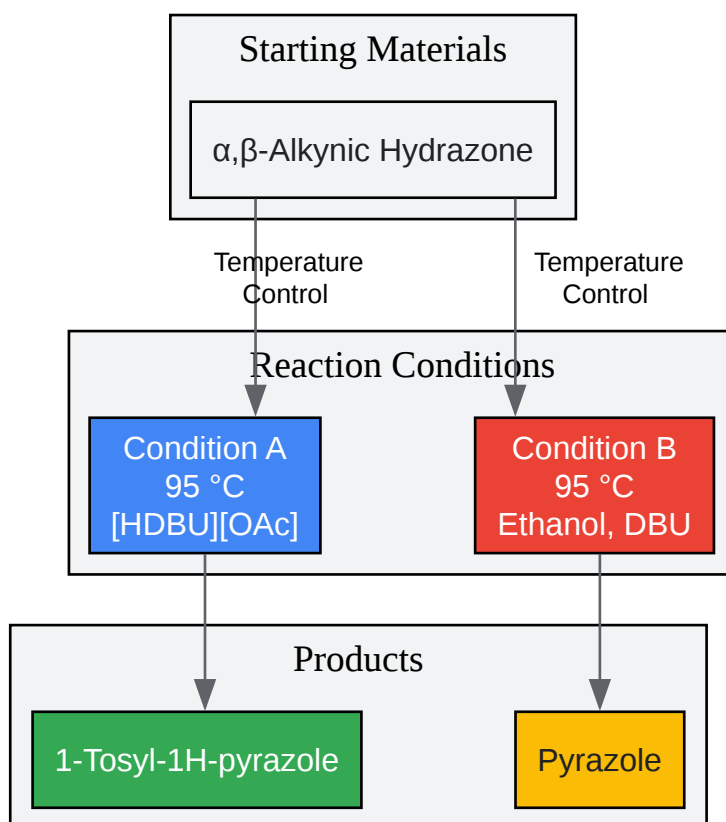 Starting Materials
α,β-Alkynic Hydrazone
Temperature
Control
Temperature
Control
Reaction Conditions
Condition A
95 °C
[HDBU][OAc]
Condition B
95 °C
Ethanol, DBU
Products
1-Tosyl-1H-pyrazole
Pyrazole